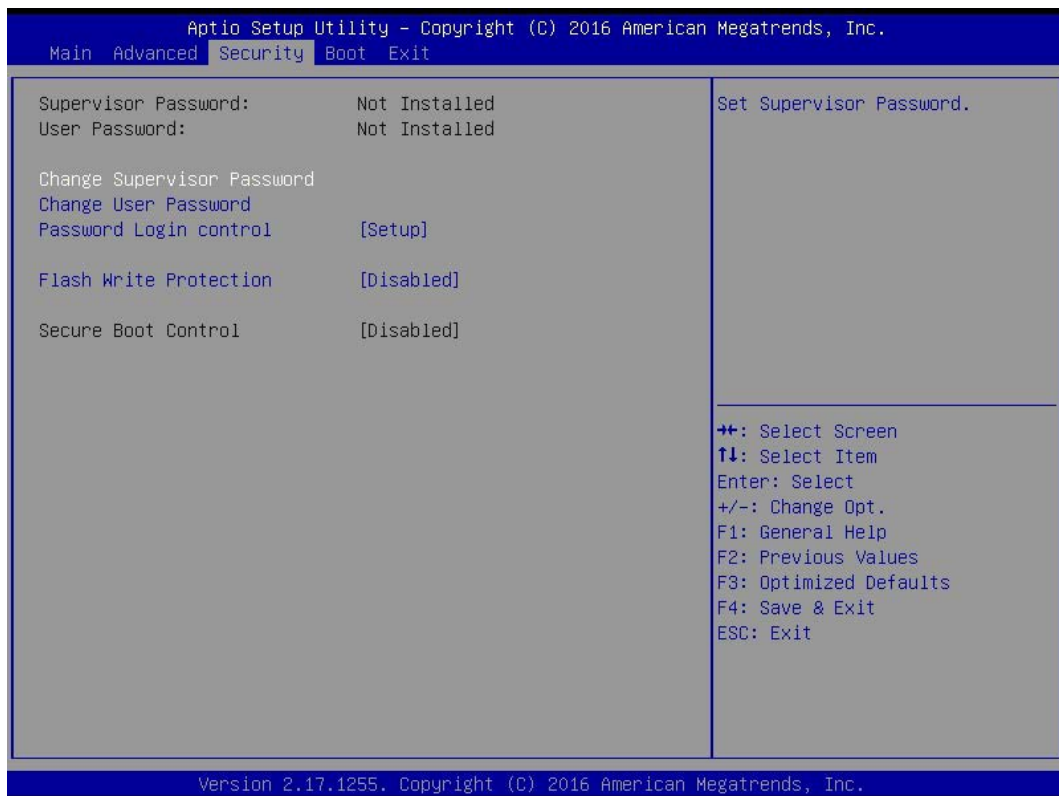 Aptio Setup Utility – Copyright (C) 2016 American Megatrends, Inc.
Main Advanced Security Boot Exit
Supervisor Password: Not Installed
User Password: Not Installed
Change Supervisor Password
Change User Password
Password Login control [Setup]
Flash Write Protection [Disabled]
Secure Boot Control [Disabled]
Set Supervisor Password.
→←: Select Screen
↑↓: Select Item
Enter: Select
+/-: Change Opt.
F1: General Help
F2: Previous Values
F3: Optimized Defaults
F4: Save & Exit
ESC: Exit
Version 2.17.1255. Copyright (C) 2016 American Megatrends, Inc.